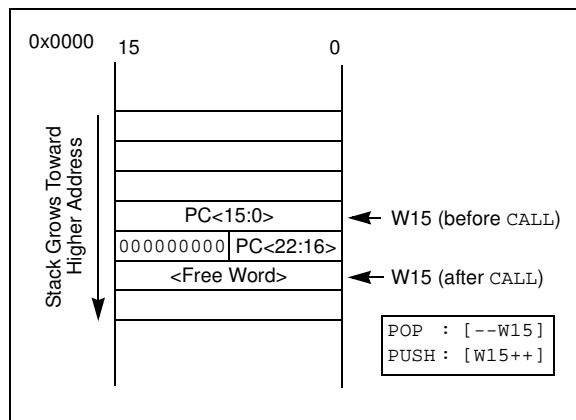 0x0000
15 0
Stack Grows Toward
Higher Address
PC<15:0>
W15 (before CALL)
000000000 PC<22:16>
<Free Word>
W15 (after CALL)
POP : [--W15]
PUSH : [W15++]